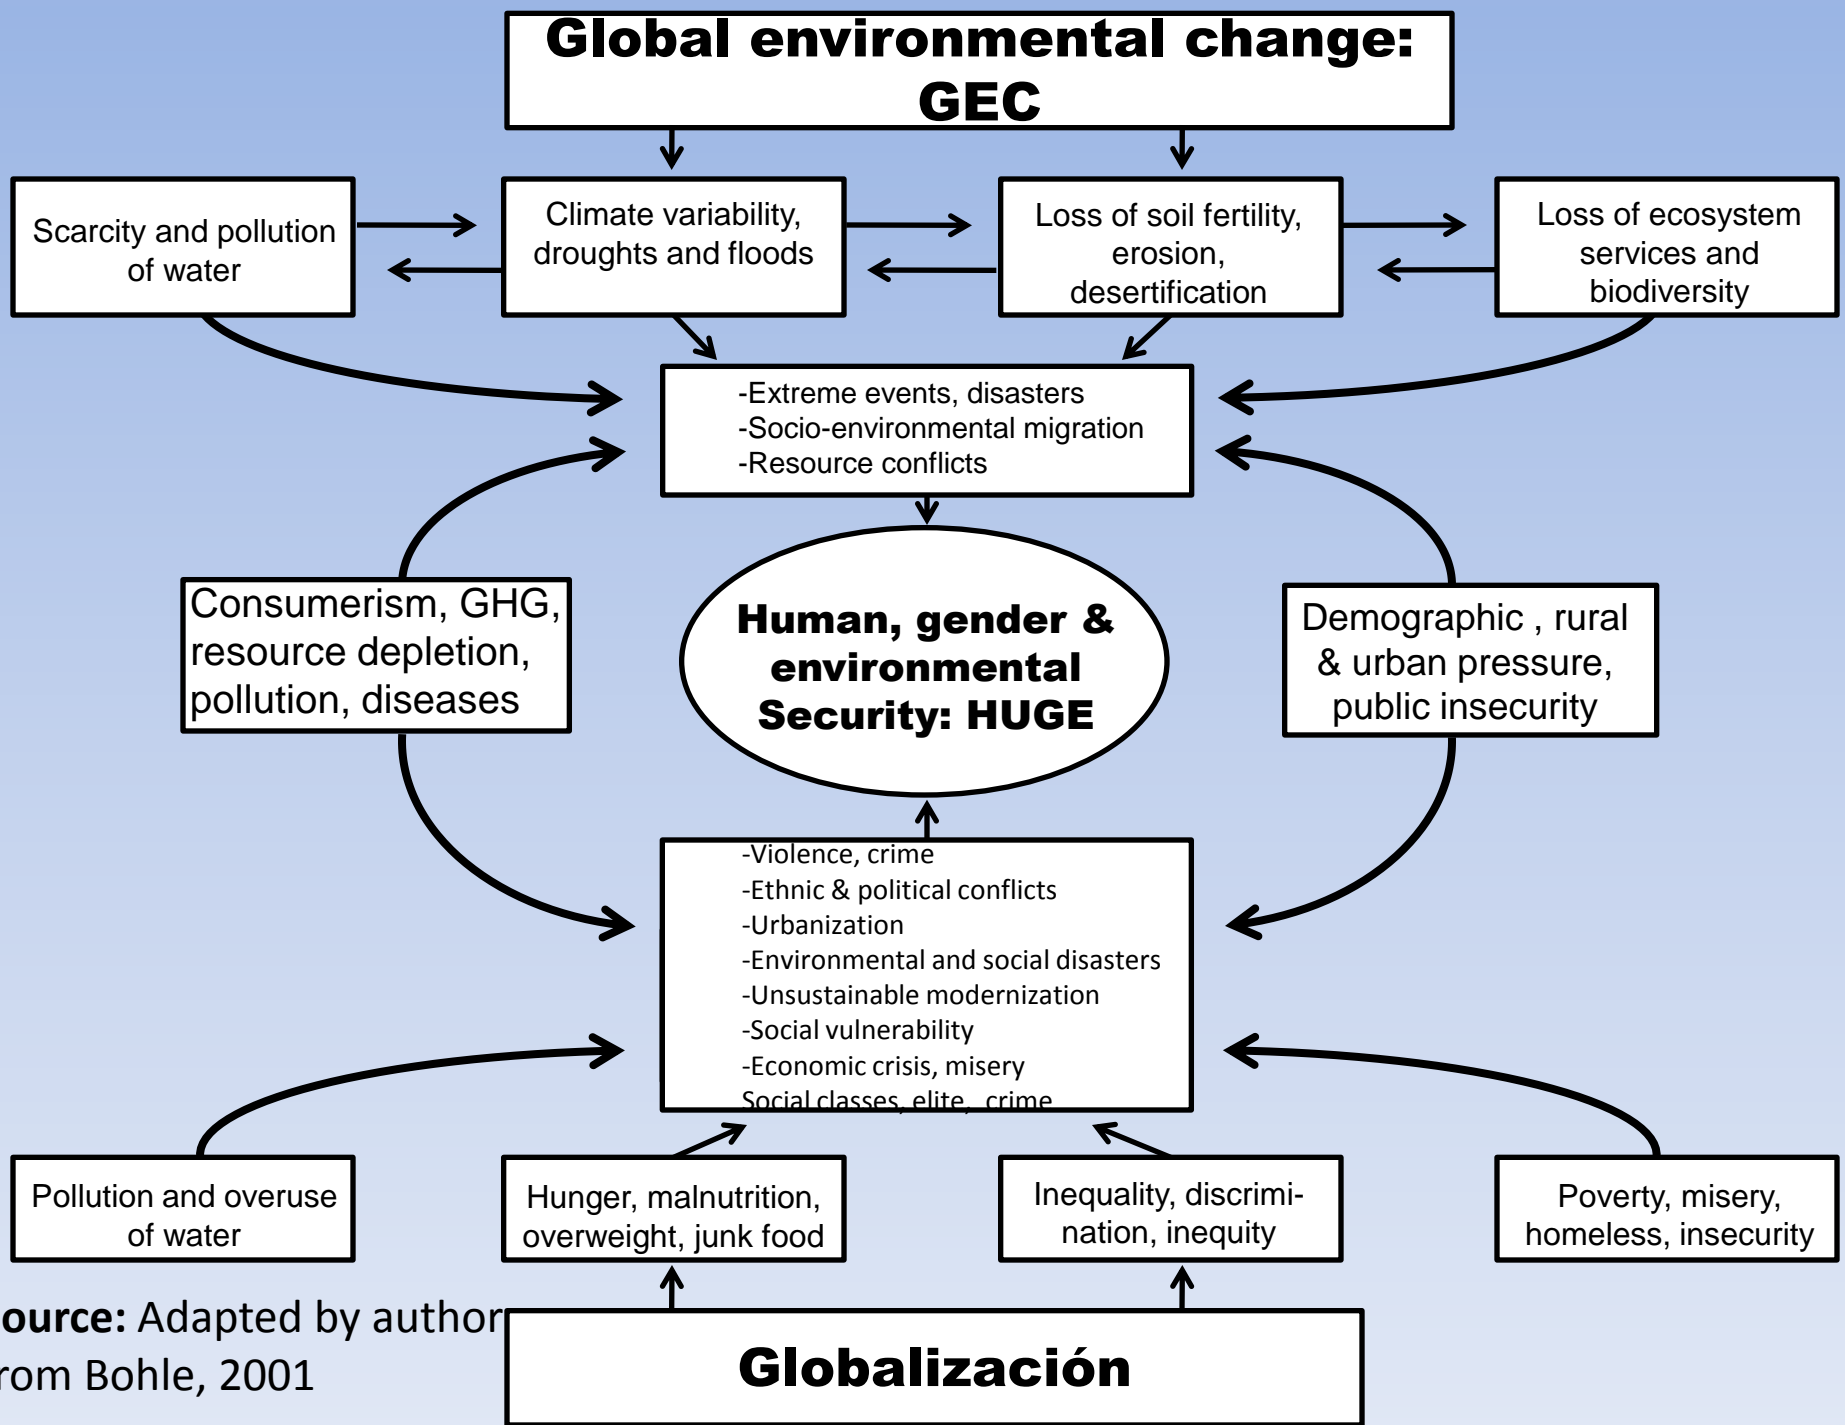 Global environmental change:
GEC
Scarcity and pollution
of water
Climate variability,
droughts and floods
Loss of soil fertility,
erosion,
desertification
Loss of ecosystem
services and
biodiversity
-Extreme events, disasters
-Socio-environmental migration
-Resource conflicts
Consumerism, GHG,
resource depletion,
pollution, diseases
Human, gender &
environmental
Security: HUGE
Demographic , rural
& urban pressure,
public insecurity
-Violence, crime
-Ethnic & political conflicts
-Urbanization
-Environmental and social disasters
-Unsustainable modernization
-Social vulnerability
-Economic crisis, misery
Social classes, elite, crime
Pollution and overuse
of water
Hunger, malnutrition,
overweight, junk food
Inequality, discrimi-
nation, inequity
Poverty, misery,
homeless, insecurity
ource: Adapted by author
rom Bohle, 2001
Globalización